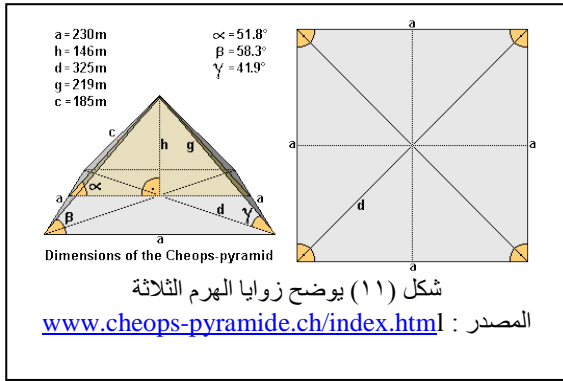 a = 230m
h = 146m
d = 325m
g = 219m
c = 185m
∝ = 51.8°
β = 58.3°
γ = 41.9°
c
h
g
a
∝
a
β
d
γ
a
Dimensions of the Cheops-pyramid
a
a
a
d
a
شكل (١١) يوضح زوايا الهرم الثلاثة
المصدر : www.cheops-pyramide.ch/index.html